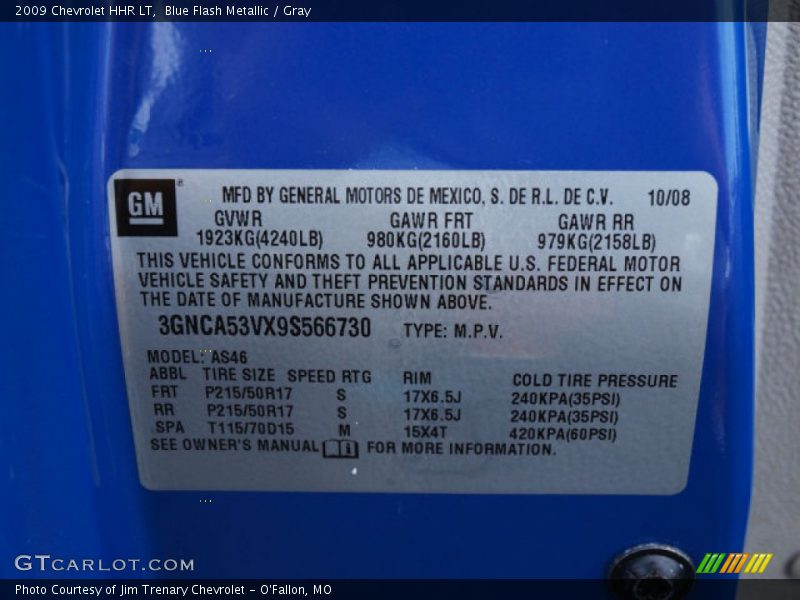 2009 Chevrolet HHR LT, Blue Flash Metallic / Gray
GM®
MFD BY GENERAL MOTORS DE MEXICO, S. DE R.L. DE C.V. 10/08
GVWR GAWR FRT GAWR RR
1923KG(4240LB) 980KG(2160LB) 979KG(2158LB)
THIS VEHICLE CONFORMS TO ALL APPLICABLE U.S. FEDERAL MOTOR
VEHICLE SAFETY AND THEFT PREVENTION STANDARDS IN EFFECT ON
THE DATE OF MANUFACTURE SHOWN ABOVE.
3GNCA53VX9S566730 TYPE: M.P.V.
MODEL: AS46
ABBL TIRE SIZE SPEED RTG RIM COLD TIRE PRESSURE
FRT P215/50R17 S 17X6.5J 240KPA(35PSI)
RR P215/50R17 S 17X6.5J 240KPA(35PSI)
SPA T115/70D15 M 15X4T 420KPA(60PSI)
SEE OWNER'S MANUAL FOR MORE INFORMATION.
GTCARLOT.COM
Photo Courtesy of Jim Trenary Chevrolet - O'Fallon, MO